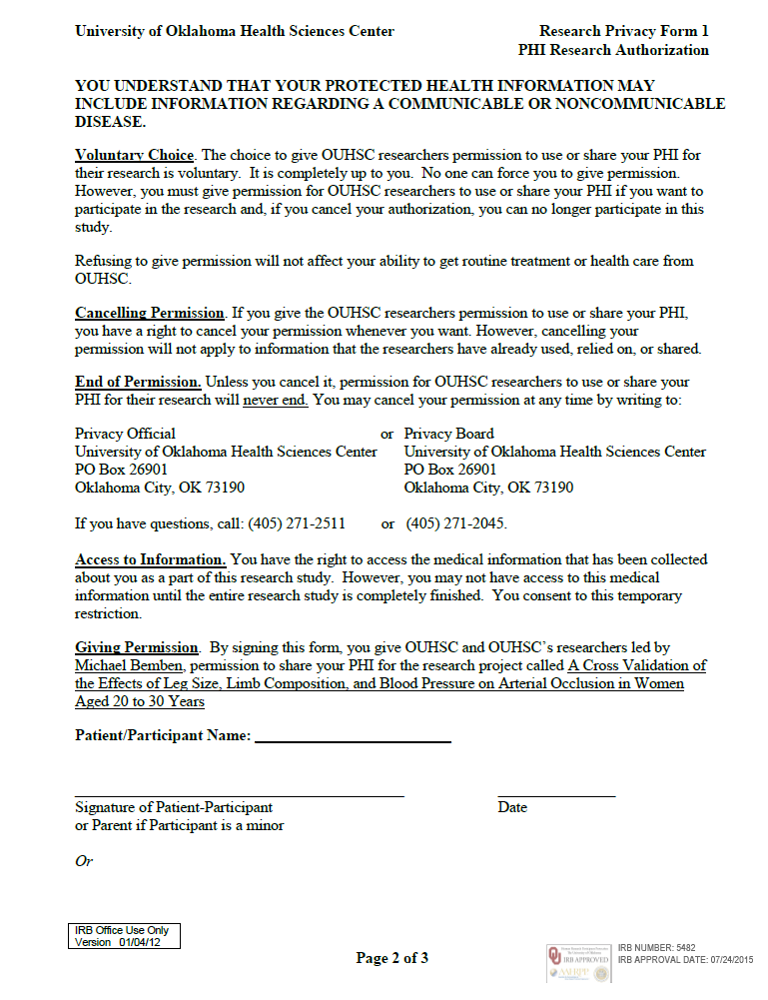 University of Oklahoma Health Sciences Center Research Privacy Form 1
PHI Research Authorization
YOU UNDERSTAND THAT YOUR PROTECTED HEALTH INFORMATION MAY
INCLUDE INFORMATION REGARDING A COMMUNICABLE OR NONCOMMUNICABLE
DISEASE.
Voluntary Choice. The choice to give OUHSC researchers permission to use or share your PHI for
their research is voluntary. It is completely up to you. No one can force you to give permission.
However, you must give permission for OUHSC researchers to use or share your PHI if you want to
participate in the research and, if you cancel your authorization, you can no longer participate in this
study.
Refusing to give permission will not affect your ability to get routine treatment or health care from
OUHSC.
Cancelling Permission. If you give the OUHSC researchers permission to use or share your PHI,
you have a right to cancel your permission whenever you want. However, cancelling your
permission will not apply to information that the researchers have already used, relied on, or shared.
End of Permission. Unless you cancel it, permission for OUHSC researchers to use or share your
PHI for their research will never end. You may cancel your permission at any time by writing to:
Privacy Official or Privacy Board
University of Oklahoma Health Sciences Center University of Oklahoma Health Sciences Center
PO Box 26901 PO Box 26901
Oklahoma City, OK 73190 Oklahoma City, OK 73190
If you have questions, call: (405) 271-2511 or (405) 271-2045.
Access to Information. You have the right to access the medical information that has been collected
about you as a part of this research study. However, you may not have access to this medical
information until the entire research study is completely finished. You consent to this temporary
restriction.
Giving Permission. By signing this form, you give OUHSC and OUHSC's researchers led by
Michael Bemben, permission to share your PHI for the research project called A Cross Validation of
the Effects of Leg Size, Limb Composition, and Blood Pressure on Arterial Occlusion in Women
Aged 20 to 30 Years
Patient/Participant Name: __________________________
Signature of Patient-Participant Date
or Parent if Participant is a minor
Or
IRB Office Use Only
Version 01/04/12
Page 2 of 3
IRB APPROVED
AAHRPP
IRB NUMBER: 5482
IRB APPROVAL DATE: 07/24/2015